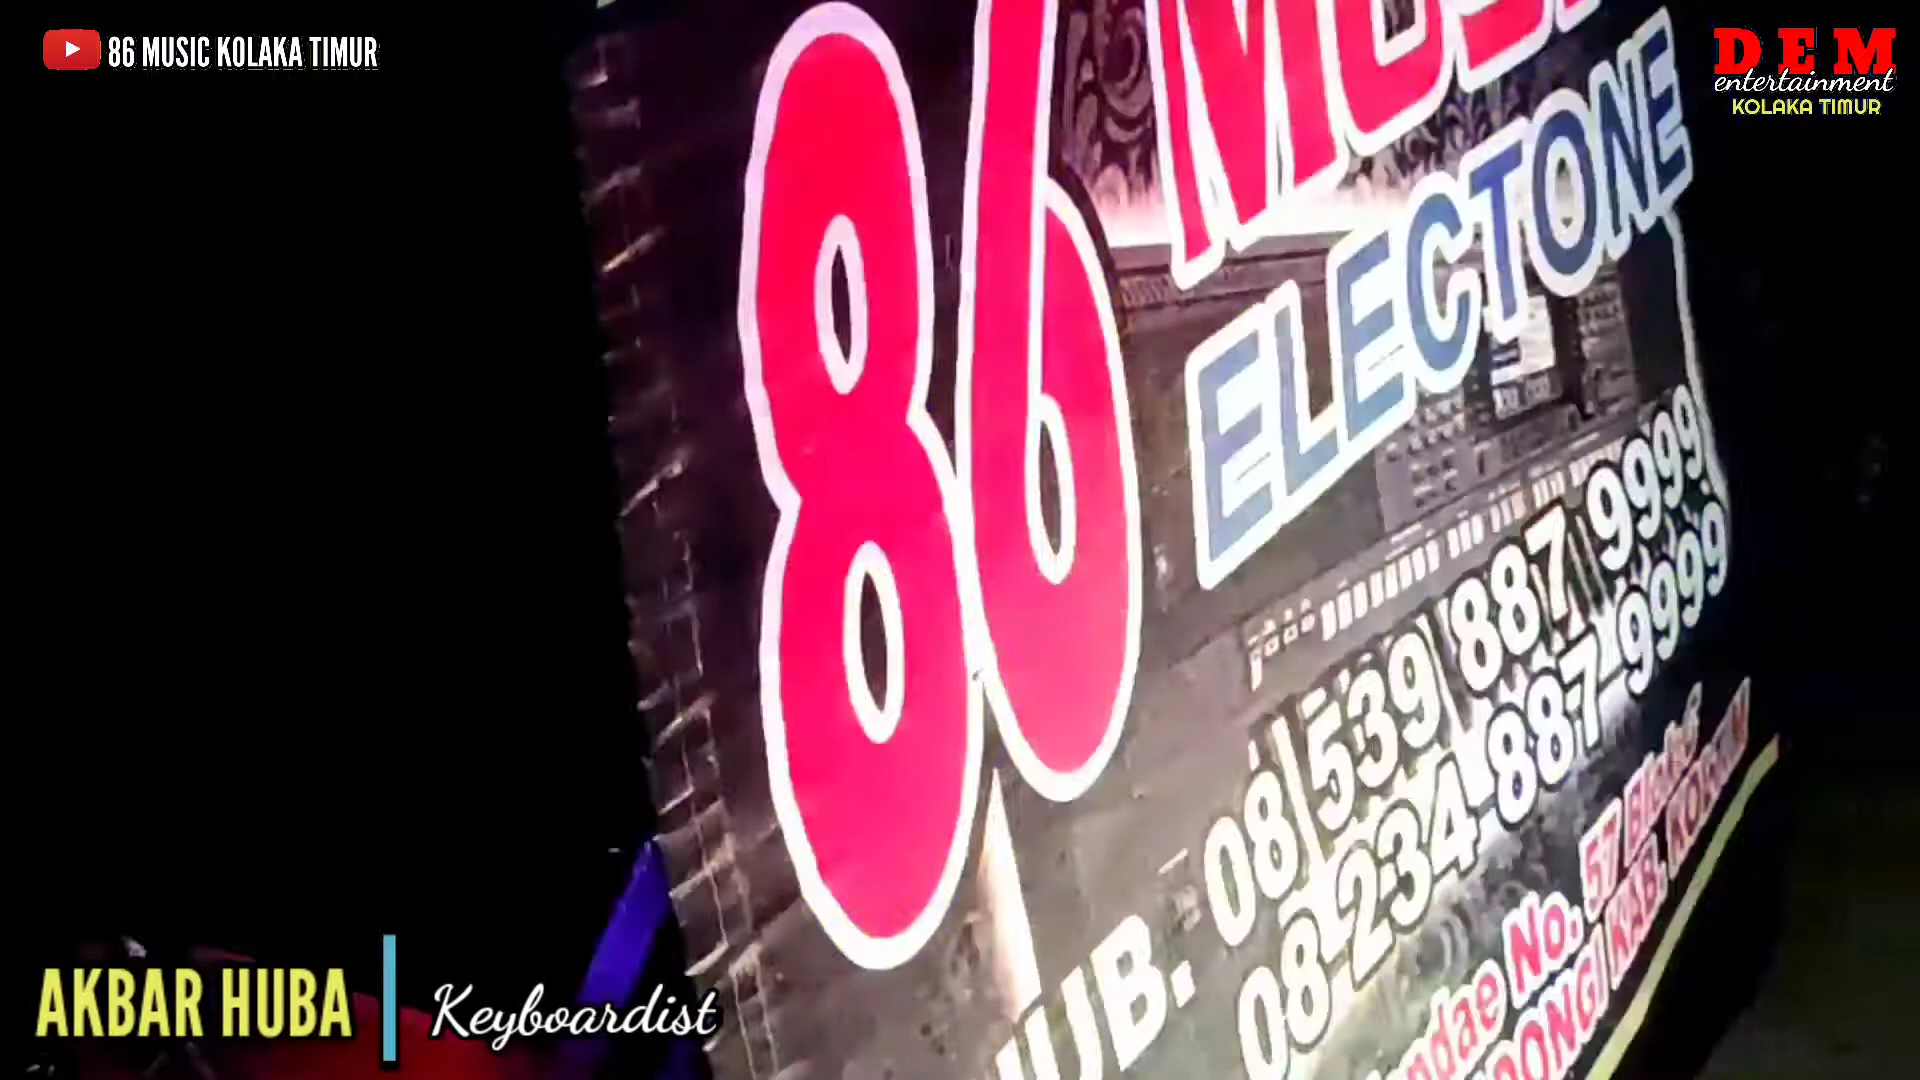 86 MUSIC KOLAKA TIMUR
DEM
entertainment
KOLAKA TIMUR
86
ELECTONE
08 539 887 9999
08-234-887-9999
No. 57
KAB.
AKBAR HUBA
Keyboardist